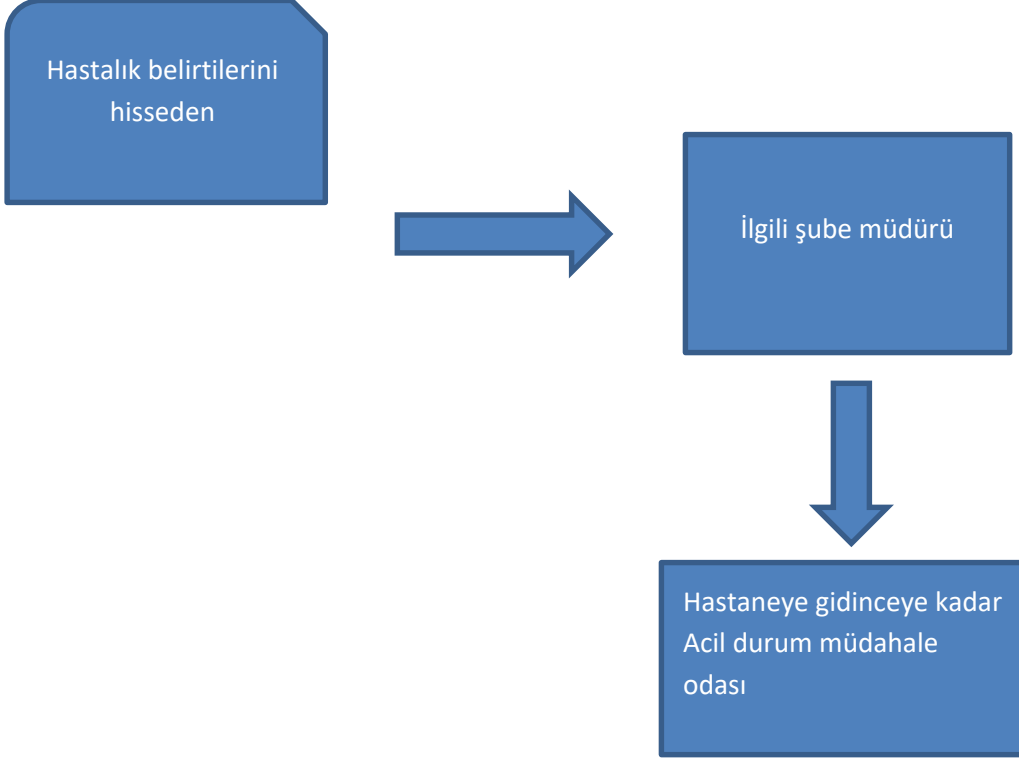 Hastalık belirtilerini
hisseden
İlgili şube müdürü
Hastaneye gidinceye kadar
Acil durum müdahale
odası